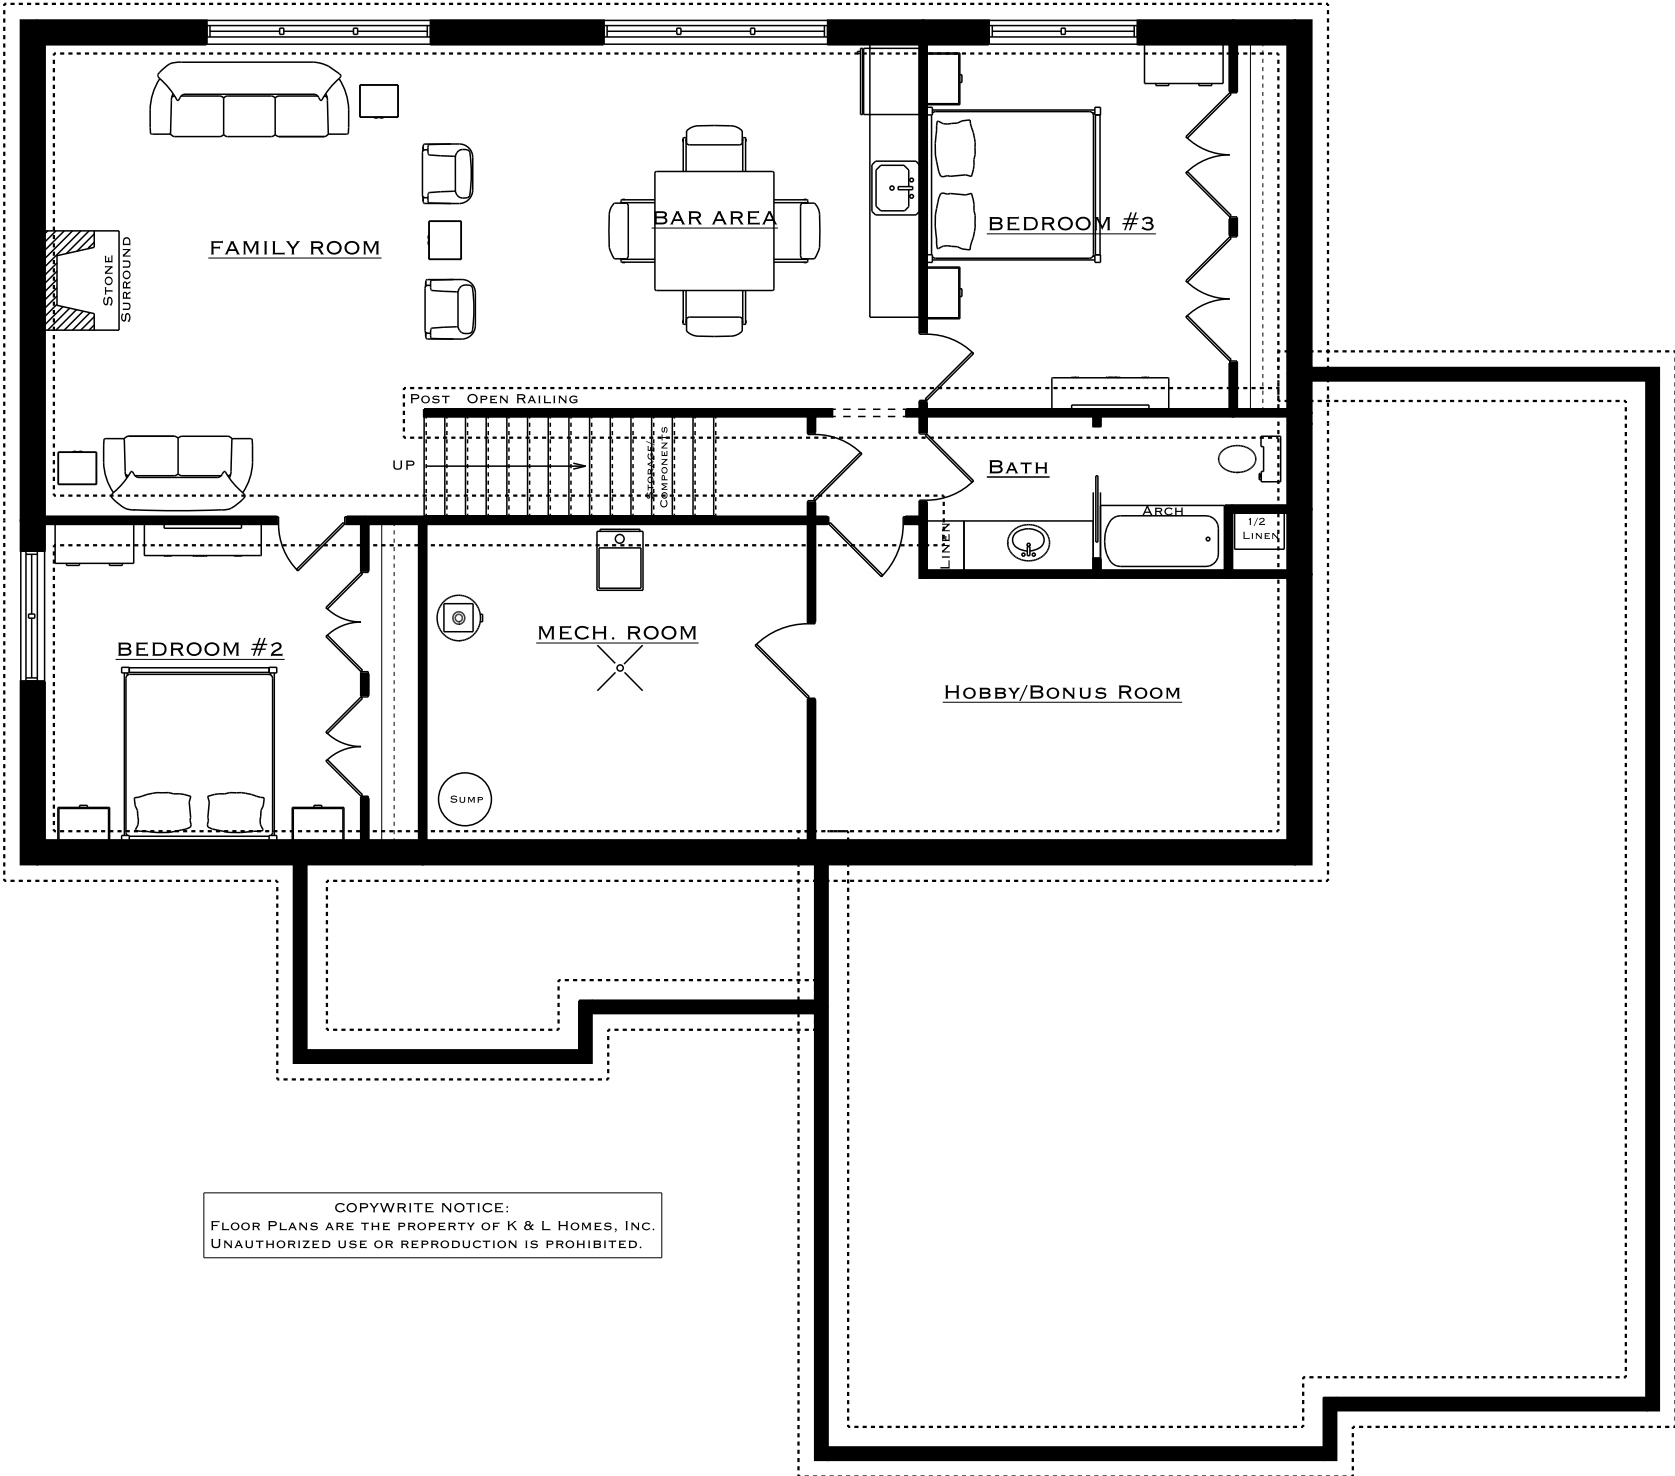 BAR AREA
BEDROOM #3
FAMILY ROOM
STONE
SURROUND
POST OPEN RAILING
UP
STORAGE/
COMPONENTS
BATH
ARCH
LINEN
1/2
LINEN
BEDROOM #2
MECH. ROOM
HOBBY/BONUS ROOM
SUMP
COPYWRITE NOTICE:
FLOOR PLANS ARE THE PROPERTY OF K & L HOMES, INC.
UNAUTHORIZED USE OR REPRODUCTION IS PROHIBITED.